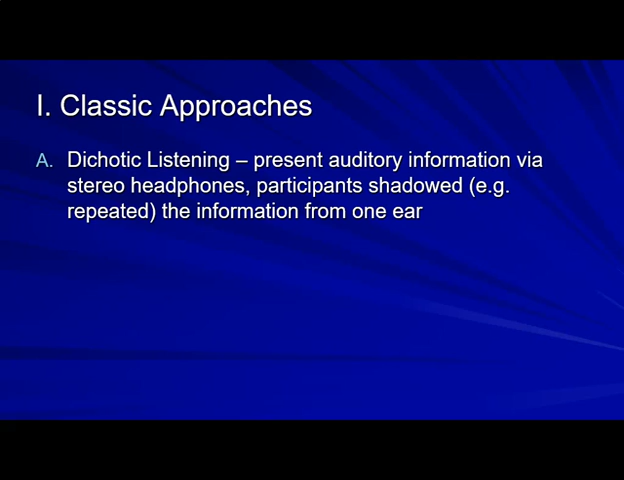 I. Classic Approaches
A. Dichotic Listening – present auditory information via
stereo headphones, participants shadowed (e.g.
repeated) the information from one ear